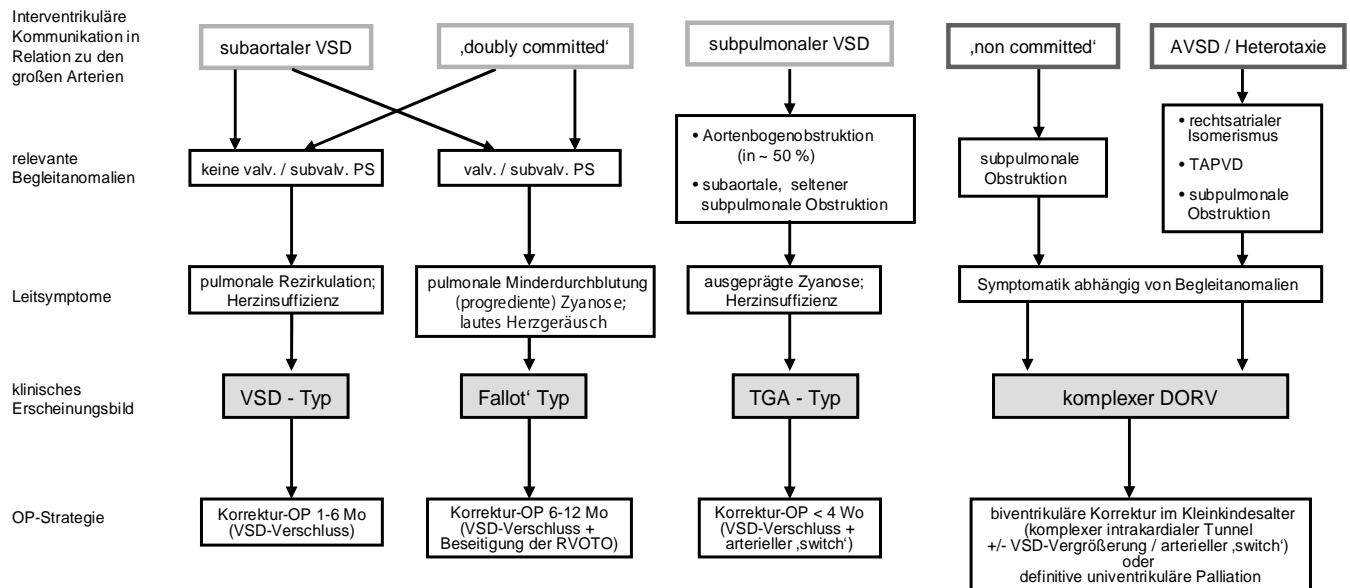 Interventrikuläre
Kommunikation in
Relation zu den
großen Arterien
subaortaler VSD
‚doubly committed‘
subpulmonaler VSD
‚non committed‘
AVSD / Heterotaxie
relevante
Begleitanomalien
keine valv. / subvalv. PS
valv. / subvalv. PS
• Aortenbogenobstruktion
(in ~ 50 %)
• subaortale, seltener
subpulmonale Obstruktion
subpulmonale
Obstruktion
• rechtsatrialer
Isomerismus
• TAPVD
• subpulmonale
Obstruktion
Leitsymptome
pulmonale Rezirkulation;
Herzinsuffizienz
pulmonale Minderdurchblutung
(progrediente) Zyanose;
lautes Herzgeräusch
ausgeprägte Zyanose;
Herzinsuffizienz
Symptomatik abhängig von Begleitanomalien
klinisches
Erscheinungsbild
VSD - Typ
Fallot‘ Typ
TGA - Typ
komplexer DORV
OP-Strategie
Korrektur-OP 1-6 Mo
(VSD-Verschluss)
Korrektur-OP 6-12 Mo
(VSD-Verschluss +
Beseitigung der RVOTO)
Korrektur-OP < 4 Wo
(VSD-Verschluss +
arterieller ‚switch‘)
biventrikuläre Korrektur im Kleinkindesalter
(komplexer intrakardialer Tunnel
+/- VSD-Vergrößerung / arterieller ‚switch‘)
oder
definitive univentrikuläre Palliation